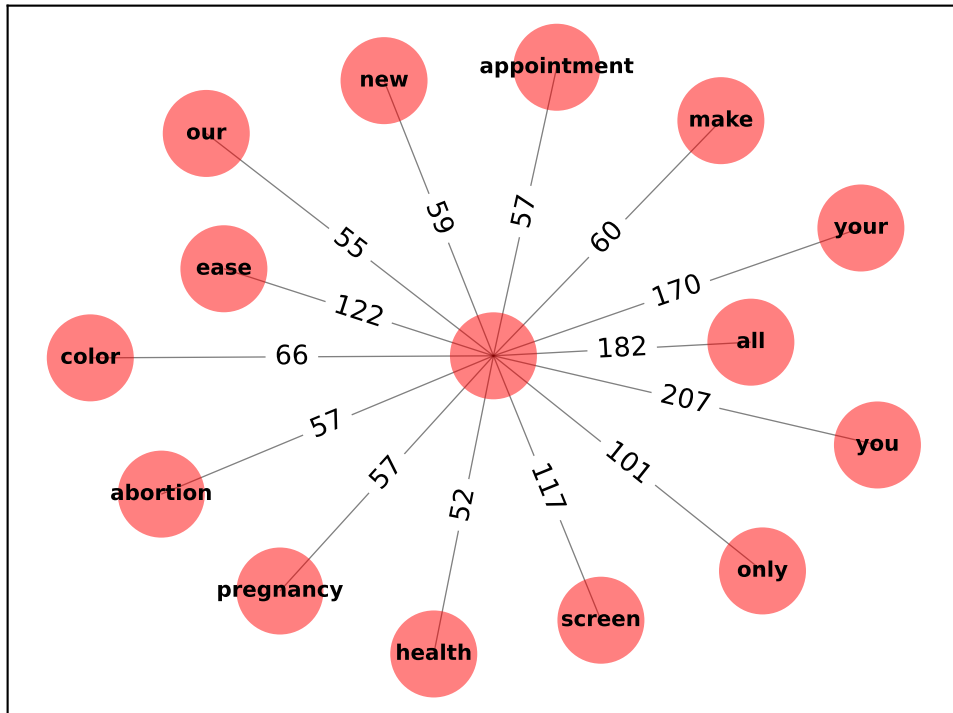 appointment
new
make
our
57
59
your
55
60
ease
170
122
all
182
color
66
207
57
you
101
57
117
abortion
52
only
pregnancy
screen
health